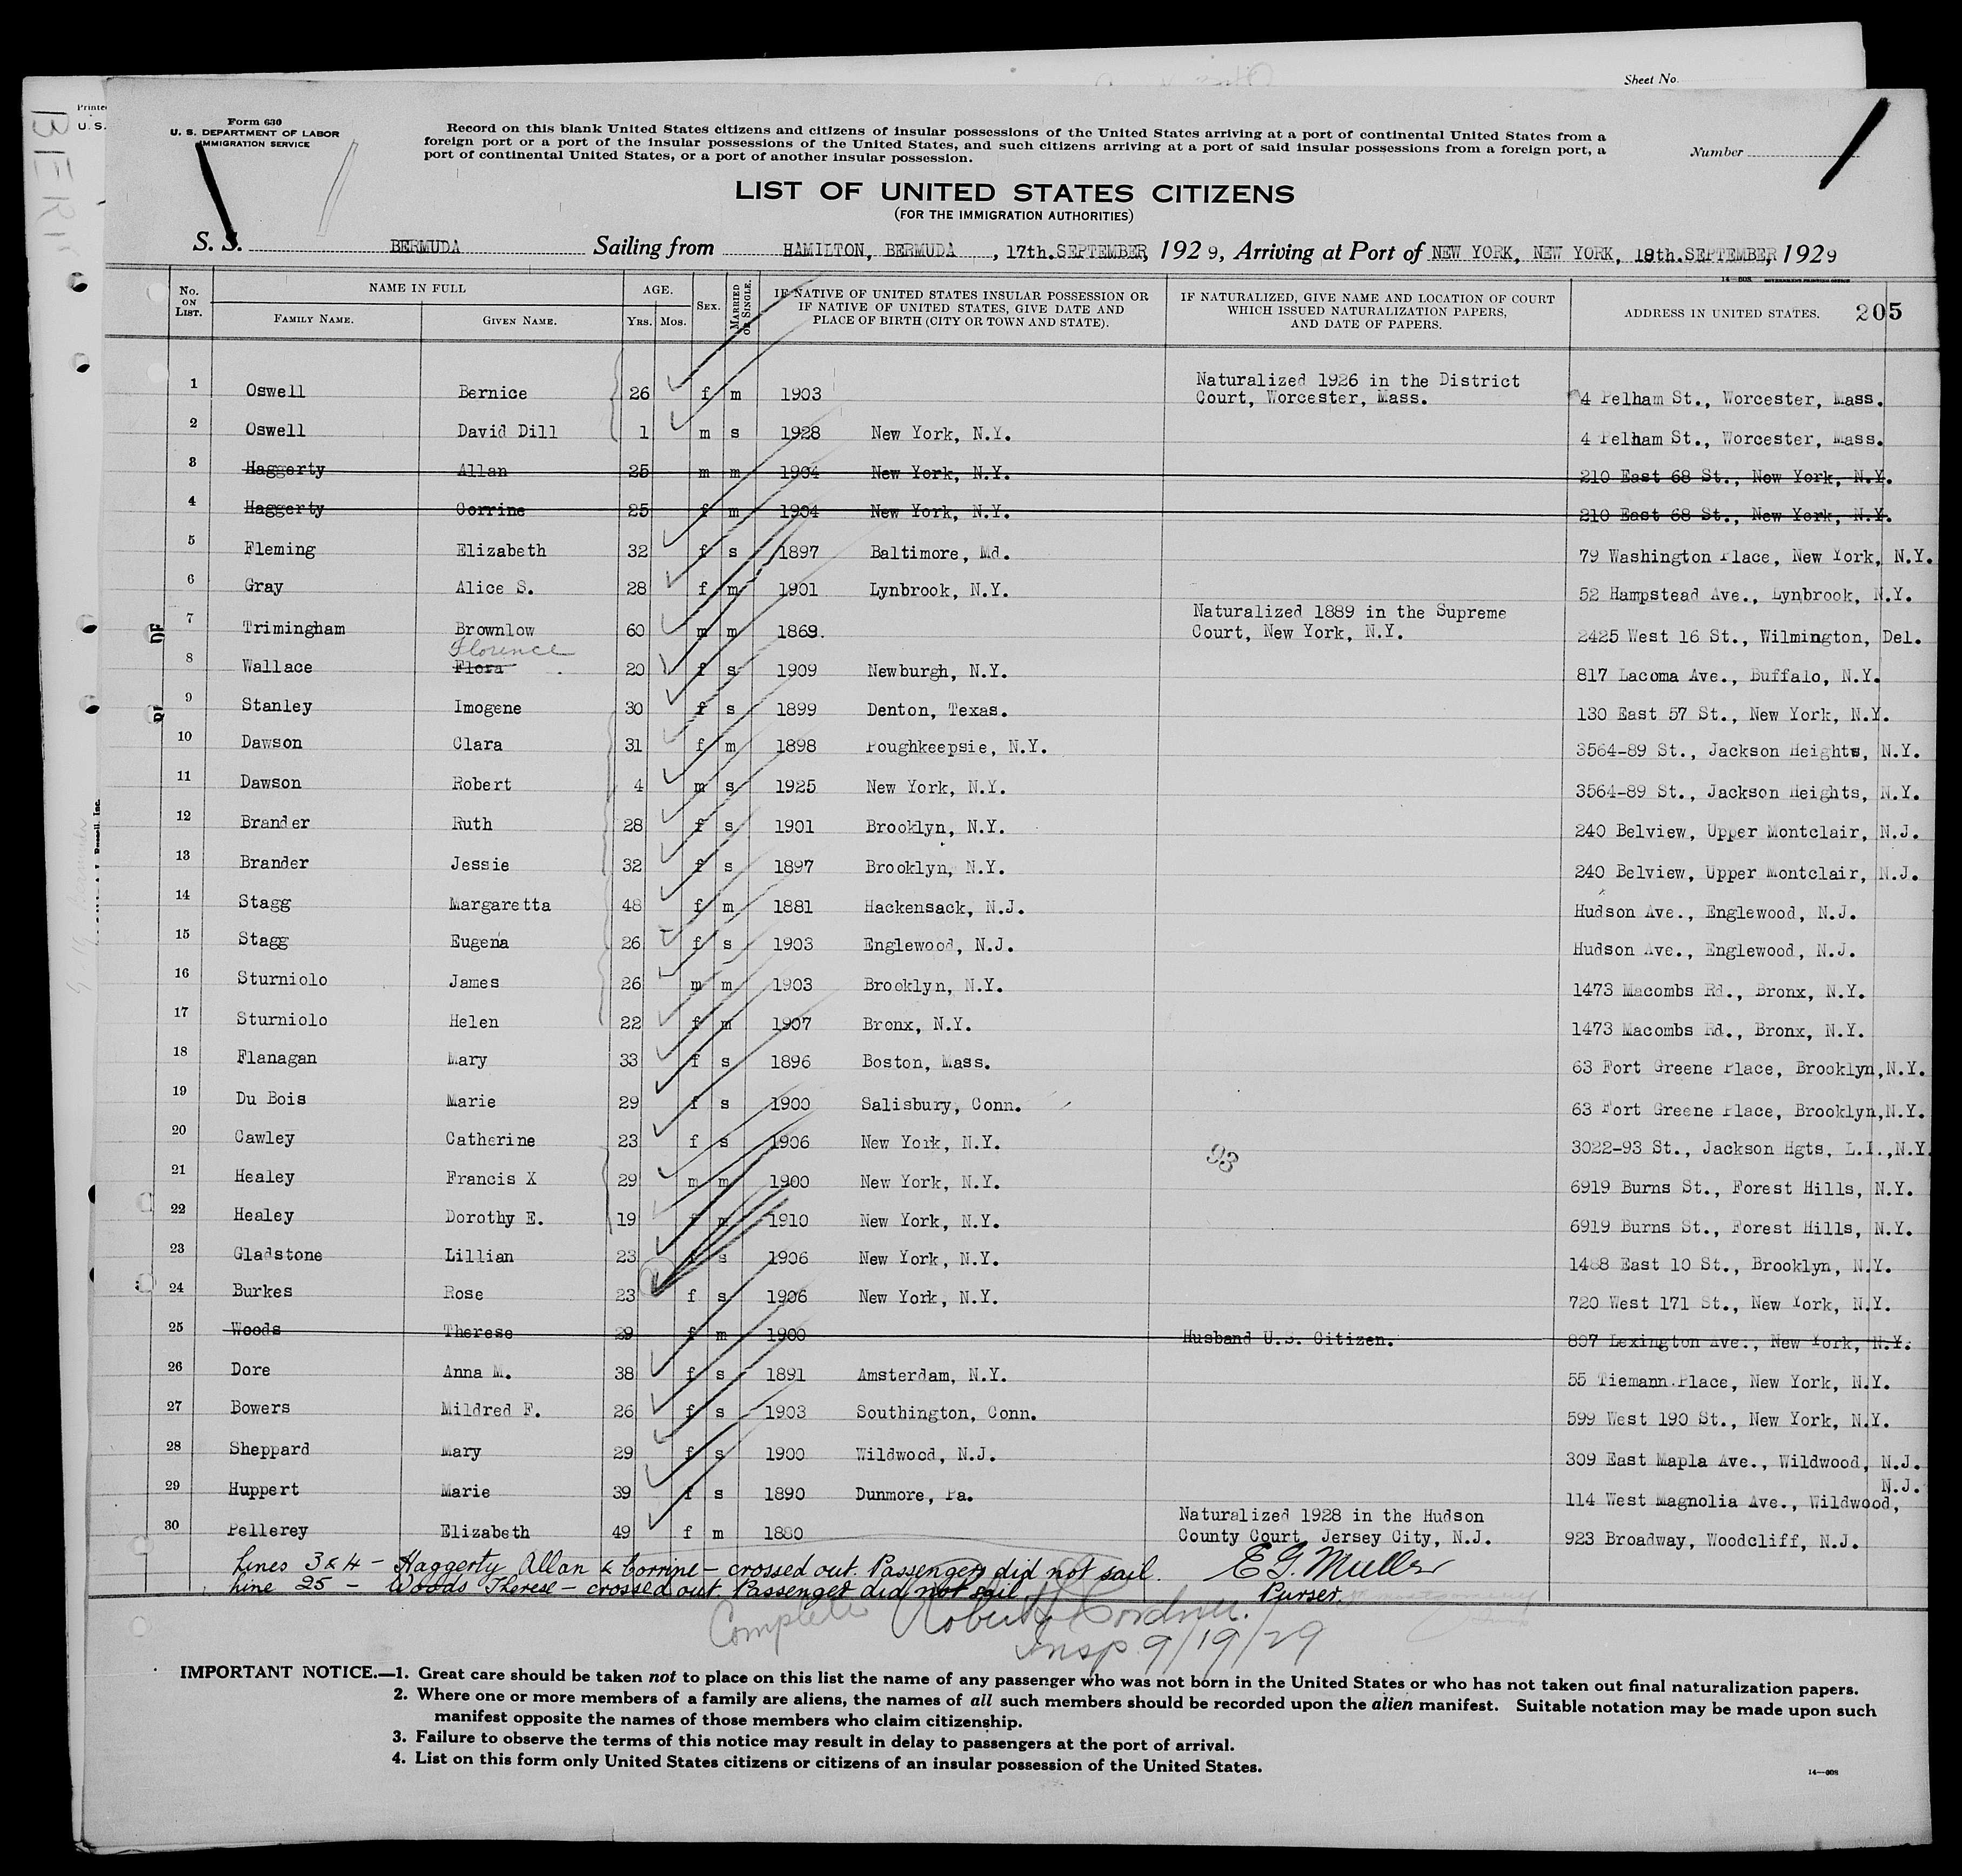 Sheet No.
Printed
U. S.
Form 630
U. S. DEPARTMENT OF LABOR
IMMIGRATION SERVICE
Record on this blank United States citizens and citizens of insular possessions of the United States arriving at a port of continental United States from a
foreign port or a port of the insular possessions of the United States, and such citizens arriving at a port of said insular possessions from a foreign port, a
port of continental United States, or a port of another insular possession.
Number
LIST OF UNITED STATES CITIZENS
(FOR THE IMMIGRATION AUTHORITIES)
S. S. BERMUDA Sailing from HAMILTON, BERMUDA, 17th. SEPTEMBER, 1929, Arriving at Port of NEW YORK, NEW YORK, 19th. SEPTEMBER, 1929
14—608 GOVERNMENT PRINTING OFFICE
No. ON LIST. NAME IN FULL FAMILY NAME. GIVEN NAME. AGE. YRS. MOS. SEX. MARRIED OR SINGLE. IF NATIVE OF UNITED STATES INSULAR POSSESSION OR IF NATIVE OF UNITED STATES, GIVE DATE AND PLACE OF BIRTH (CITY OR TOWN AND STATE). IF NATURALIZED, GIVE NAME AND LOCATION OF COURT WHICH ISSUED NATURALIZATION PAPERS, AND DATE OF PAPERS. ADDRESS IN UNITED STATES. 205
1 Oswell Bernice 26 f m 1903 Naturalized 1926 in the District Court, Worcester, Mass. 4 Pelham St., Worcester, Mass.
2 Oswell David Dill 1 m s 1928 New York, N.Y. 4 Pelham St., Worcester, Mass.
3 Haggerty Allan 25 m m 1904 New York, N.Y. 210 East 68 St., New York, N.Y.
4 Haggerty Corrine 25 f m 1904 New York, N.Y. 210 East 68 St., New York, N.Y.
5 Fleming Elizabeth 32 f s 1897 Baltimore, Md. 79 Washington Place, New York, N.Y.
6 Gray Alice S. 28 f m 1901 Lynbrook, N.Y. 52 Hampstead Ave., Lynbrook, N.Y.
7 Trimingham Brownlow 60 m m 1869. Naturalized 1889 in the Supreme Court, New York, N.Y. 2425 West 16 St., Wilmington, Del.
8 Wallace Flora Florence 20 f s 1909 Newburgh, N.Y. 817 Lacoma Ave., Buffalo, N.Y.
9 Stanley Imogene 30 f s 1899 Denton, Texas. 130 East 57 St., New York, N.Y.
10 Dawson Clara 31 f m 1898 Poughkeepsie, N.Y. 3564-89 St., Jackson Heights, N.Y.
11 Dawson Robert 4 m s 1925 New York, N.Y. 3564-89 St., Jackson Heights, N.Y.
12 Brander Ruth 28 f s 1901 Brooklyn, N.Y. 240 Belview, Upper Montclair, N.J.
13 Brander Jessie 32 f s 1897 Brooklyn, N.Y. 240 Belview, Upper Montclair, N.J.
14 Stagg Margaretta 48 f m 1881 Hackensack, N.J. Hudson Ave., Englewood, N.J.
15 Stagg Eugena 26 f s 1903 Englewood, N.J. Hudson Ave., Englewood, N.J.
16 Sturniolo James 26 m m 1903 Brooklyn, N.Y. 1473 Macombs Rd., Bronx, N.Y.
17 Sturniolo Helen 22 f m 1907 Bronx, N.Y. 1473 Macombs Rd., Bronx, N.Y.
18 Flanagan Mary 33 f s 1896 Boston, Mass. 63 Fort Greene Place, Brooklyn, N.Y.
19 Du Bois Marie 29 f s 1900 Salisbury, Conn. 63 Fort Greene Place, Brooklyn, N.Y.
20 Cawley Catherine 23 f s 1906 New York, N.Y. 3022-93 St., Jackson Hgts, L.I., N.Y.
93
21 Healey Francis X 29 m m 1900 New York, N.Y. 6919 Burns St., Forest Hills, N.Y.
22 Healey Dorothy E. 19 f m 1910 New York, N.Y. 6919 Burns St., Forest Hills, N.Y.
23 Gladstone Lillian 23 f s 1906 New York, N.Y. 1488 East 10 St., Brooklyn, N.Y.
24 Burkes Rose 23 f s 1906 New York, N.Y. 720 West 171 St., New York, N.Y.
25 Woods Therese 29 f m 1900 Husband U.S. Citizen. 807 Lexington Ave., New York, N.Y.
26 Dore Anna M. 38 f s 1891 Amsterdam, N.Y. 55 Tiemann Place, New York, N.Y.
27 Bowers Mildred F. 26 f s 1903 Southington, Conn. 599 West 190 St., New York, N.Y.
28 Sheppard Mary 29 f s 1900 Wildwood, N.J. 309 East Mapla Ave., Wildwood, N.J.
29 Huppert Marie 39 f s 1890 Dunmore, Pa. 114 West Magnolia Ave., Wildwood, N.J.
30 Pellerey Elizabeth 49 f m 1880 Naturalized 1928 in the Hudson County Court, Jersey City, N.J. 923 Broadway, Woodcliff, N.J.
Lines 3 & 4 - Haggerty Allan & Corrine - crossed out. Passengers did not sail. E G. Muller
Line 25 - Woods Therese - crossed out. Passenger did not sail. Purser.
Complete Robert
Insp 9/19/29
IMPORTANT NOTICE.—1. Great care should be taken not to place on this list the name of any passenger who was not born in the United States or who has not taken out final naturalization papers.
2. Where one or more members of a family are aliens, the names of all such members should be recorded upon the alien manifest. Suitable notation may be made upon such
manifest opposite the names of those members who claim citizenship.
3. Failure to observe the terms of this notice may result in delay to passengers at the port of arrival.
4. List on this form only United States citizens or citizens of an insular possession of the United States.
14—608